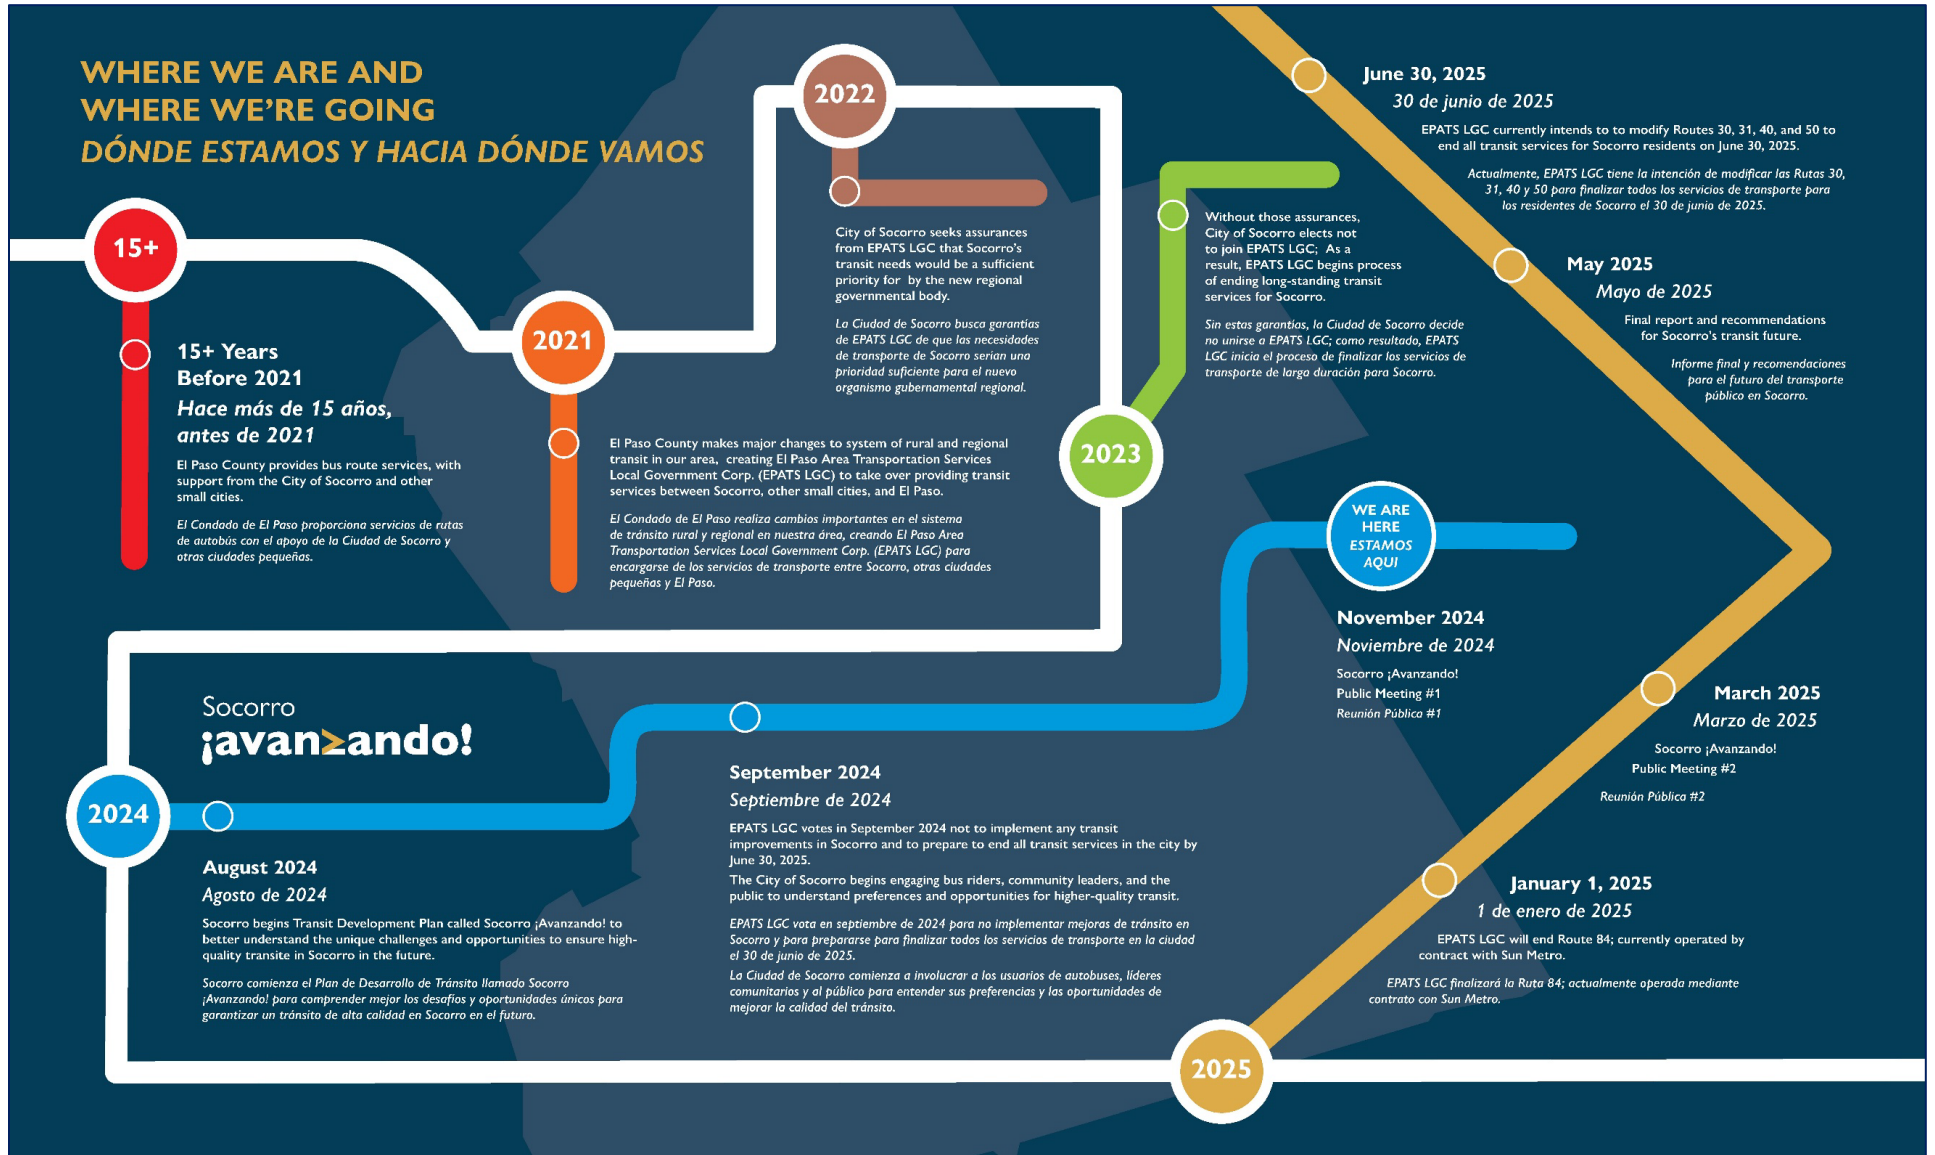 WHERE WE ARE AND
WHERE WE'RE GOING
DÓNDE ESTAMOS Y HACIA DÓNDE VAMOS
15+
15+ Years
Before 2021
Hace más de 15 años,
antes de 2021
El Paso County provides bus route services, with
support from the City of Socorro and other
small cities.
El Condado de El Paso proporciona servicios de rutas
de autobús con el apoyo de la Ciudad de Socorro y
otras ciudades pequeñas.
2021
El Paso County makes major changes to system of rural and regional
transit in our area, creating El Paso Area Transportation Services
Local Government Corp. (EPATS LGC) to take over providing transit
services between Socorro, other small cities, and El Paso.
El Condado de El Paso realiza cambios importantes en el sistema
de tránsito rural y regional en nuestra área, creando El Paso Area
Transportation Services Local Government Corp. (EPATS LGC) para
encargarse de los servicios de transporte entre Socorro, otras ciudades
pequeñas y El Paso.
2022
City of Socorro seeks assurances
from EPATS LGC that Socorro's
transit needs would be a sufficient
priority for by the new regional
governmental body.
La Ciudad de Socorro busca garantías
de EPATS LGC de que las necesidades
de transporte de Socorro serían una
prioridad suficiente para el nuevo
organismo gubernamental regional.
2023
Without those assurances,
City of Socorro elects not
to join EPATS LGC; As a
result, EPATS LGC begins process
of ending long-standing transit
services for Socorro.
Sin estas garantías, la Ciudad de Socorro decide
no unirse a EPATS LGC; como resultado, EPATS
LGC inicia el proceso de finalizar los servicios de
transporte de larga duración para Socorro.
Socorro
¡avanzando!
2024
August 2024
Agosto de 2024
Socorro begins Transit Development Plan called Socorro ¡Avanzando! to
better understand the unique challenges and opportunities to ensure high-
quality transite in Socorro in the future.
Socorro comienza el Plan de Desarrollo de Tránsito llamado Socorro
¡Avanzando! para comprender mejor los desafíos y oportunidades únicos para
garantizar un tránsito de alta calidad en Socorro en el futuro.
September 2024
Septiembre de 2024
EPATS LGC votes in September 2024 not to implement any transit
improvements in Socorro and to prepare to end all transit services in the city by
June 30, 2025.
The City of Socorro begins engaging bus riders, community leaders, and the
public to understand preferences and opportunities for higher-quality transit.
EPATS LGC vota en septiembre de 2024 para no implementar mejoras de tránsito en
Socorro y para prepararse para finalizar todos los servicios de transporte en la ciudad
el 30 de junio de 2025.
La Ciudad de Socorro comienza a involucrar a los usuarios de autobuses, líderes
comunitarios y al público para entender sus preferencias y las oportunidades de
mejorar la calidad del tránsito.
WE ARE
HERE
ESTAMOS
AQUI
November 2024
Noviembre de 2024
Socorro ¡Avanzando!
Public Meeting #1
Reunión Pública #1
2025
January 1, 2025
1 de enero de 2025
EPATS LGC will end Route 84; currently operated by
contract with Sun Metro.
EPATS LGC finalizará la Ruta 84; actualmente operada mediante
contrato con Sun Metro.
March 2025
Marzo de 2025
Socorro ¡Avanzando!
Public Meeting #2
Reunión Pública #2
May 2025
Mayo de 2025
Final report and recommendations
for Socorro's transit future.
Informe final y recomendaciones
para el futuro del transporte
público en Socorro.
June 30, 2025
30 de junio de 2025
EPATS LGC currently intends to to modify Routes 30, 31, 40, and 50 to
end all transit services for Socorro residents on June 30, 2025.
Actualmente, EPATS LGC tiene la intención de modificar las Rutas 30,
31, 40 y 50 para finalizar todos los servicios de transporte para
los residentes de Socorro el 30 de junio de 2025.